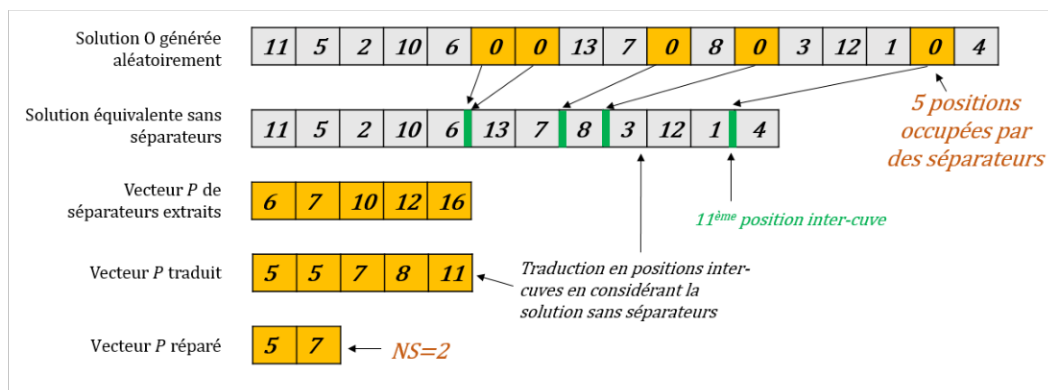 Solution O générée
aléatoirement
11 5 2 10 6 0 0 13 7 0 8 0 3 12 1 0 4
Solution équivalente sans
séparateurs
11 5 2 10 6 13 7 8 3 12 1 4
5 positions
occupées par
des séparateurs
Vecteur P de
séparateurs extraits
6 7 10 12 16
11ème position inter-cuve
Vecteur P traduit
5 5 7 8 11
Traduction en positions inter-
cuves en considérant la
solution sans séparateurs
Vecteur P réparé
5 7
NS=2